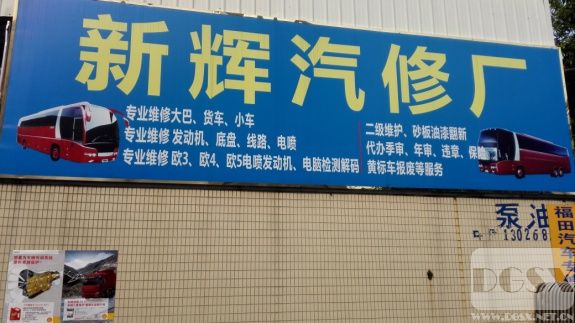 新辉汽修厂
专业维修大巴、货车、小车
专业维修 发动机、底盘、线路、电喷
专业维修 欧3、欧4、欧5电喷发动机、电脑检测解码
二级维护、砂板油漆翻新
代办季审、年审、违章、保
黄标车报废等服务
泵油
130268
福田汽车专
DGSX
WWW.DGSX.NET.CN